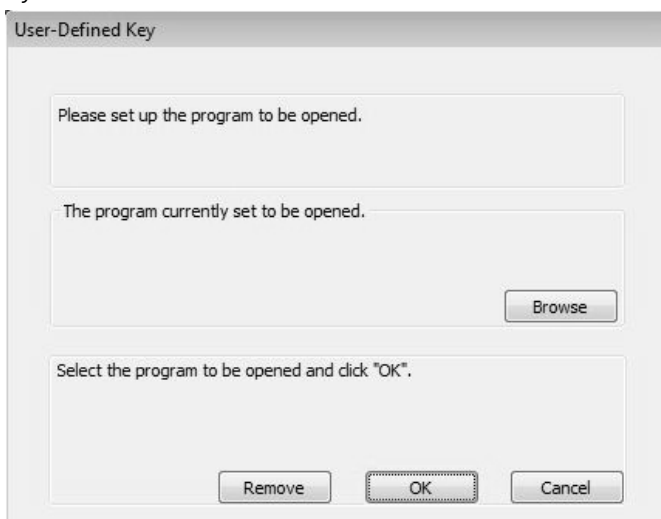 User-Defined Key
Please set up the program to be opened.
The program currently set to be opened.
Browse
Select the program to be opened and click "OK".
Remove
OK
Cancel